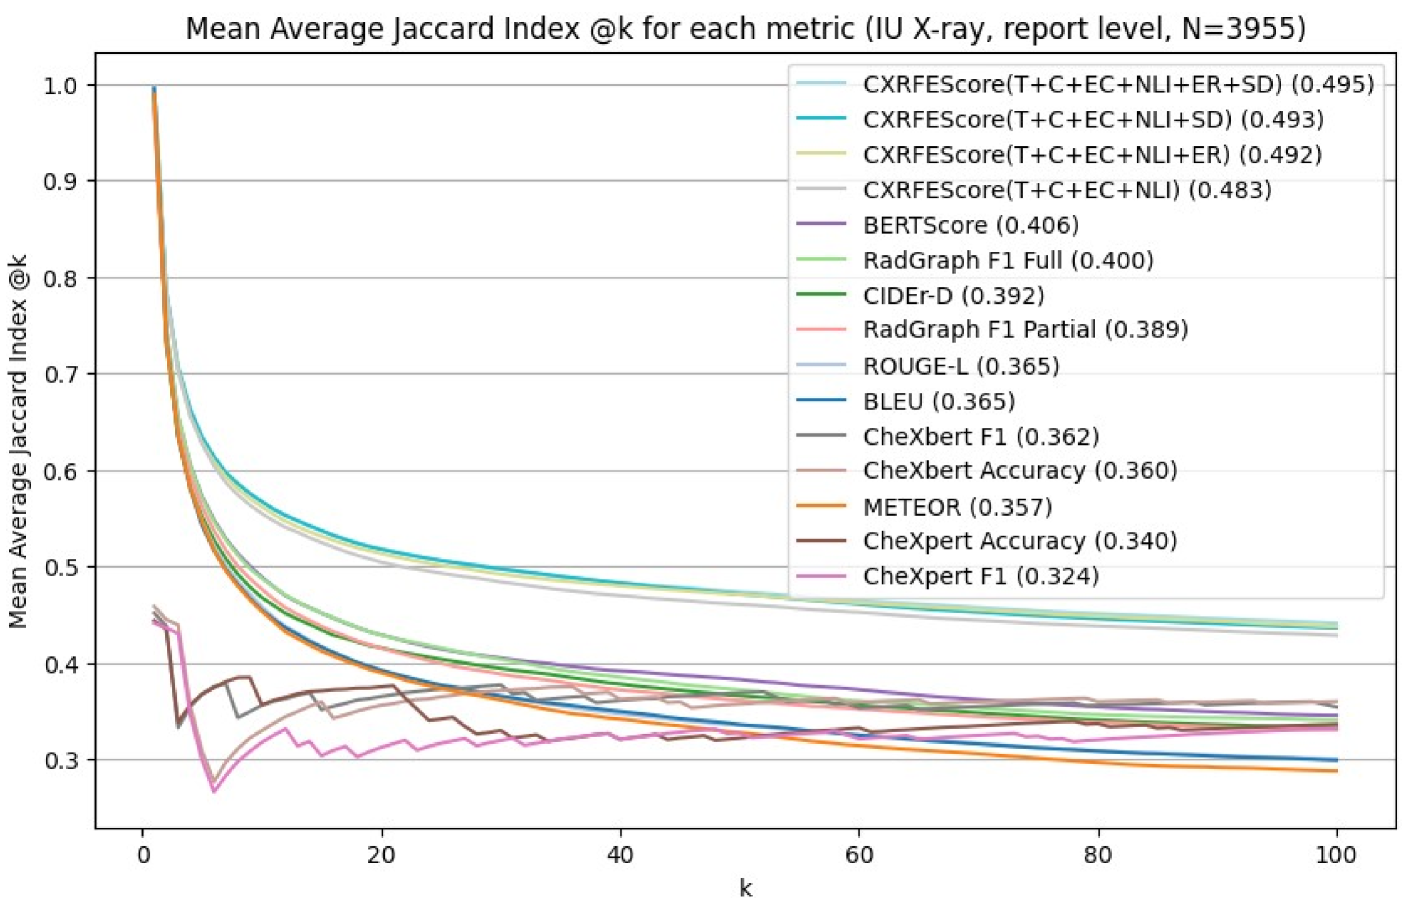 Mean Average Jaccard Index @k for each metric (IU X-ray, report level, N=3955)
Mean Average Jaccard Index @k
1.0
0.9
0.8
0.7
0.6
0.5
0.4
0.3
CXRFEScore(T+C+EC+NLI+ER+SD) (0.495)
CXRFEScore(T+C+EC+NLI+SD) (0.493)
CXRFEScore(T+C+EC+NLI+ER) (0.492)
CXRFEScore(T+C+EC+NLI) (0.483)
BERTScore (0.406)
RadGraph F1 Full (0.400)
CIDEr-D (0.392)
RadGraph F1 Partial (0.389)
ROUGE-L (0.365)
BLEU (0.365)
CheXbert F1 (0.362)
CheXbert Accuracy (0.360)
METEOR (0.357)
CheXpert Accuracy (0.340)
CheXpert F1 (0.324)
0 20 40 60 80 100
k